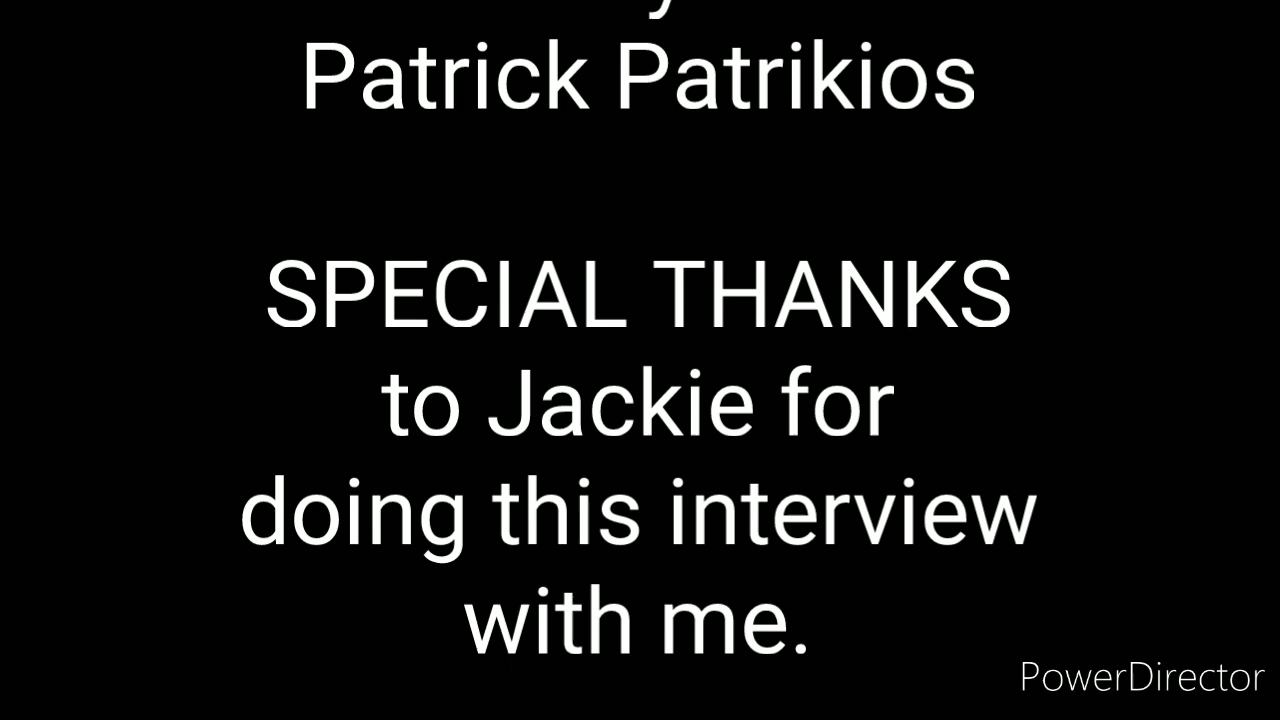 Patrick Patrikios
SPECIAL THANKS
to Jackie for
doing this interview
with me.
PowerDirector